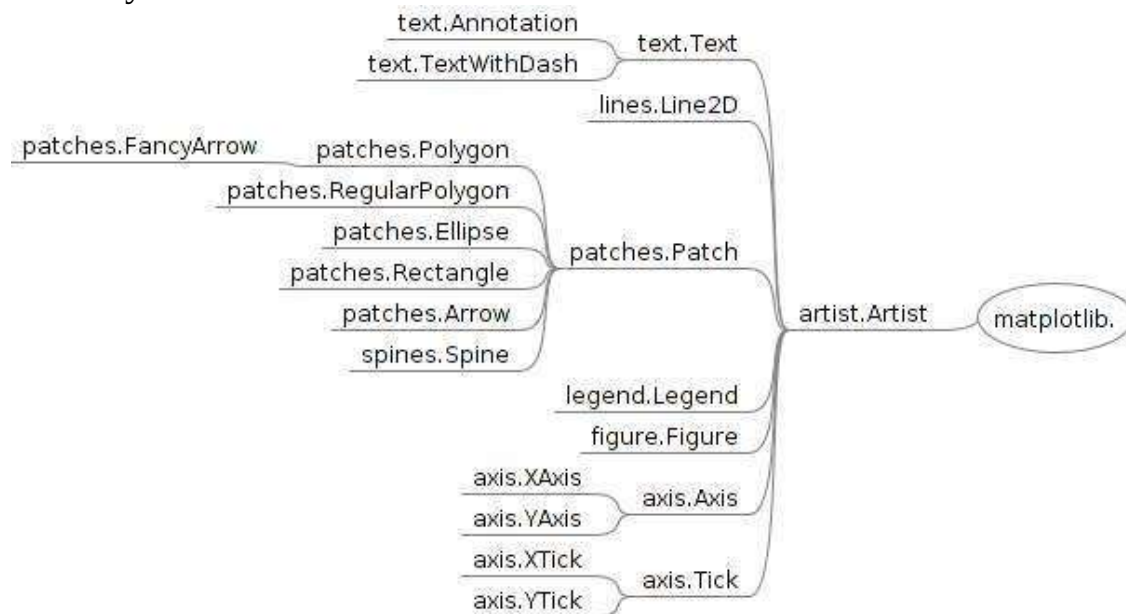 text.Annotation
text.Text
text.TextWithDash
lines.Line2D
patches.FancyArrow
patches.Polygon
patches.RegularPolygon
patches.Ellipse
patches.Patch
patches.Rectangle
patches.Arrow
artist.Artist
matplotlib.
spines.Spine
legend.Legend
figure.Figure
axis.XAxis
axis.Axis
axis.YAxis
axis.XTick
axis.Tick
axis.YTick